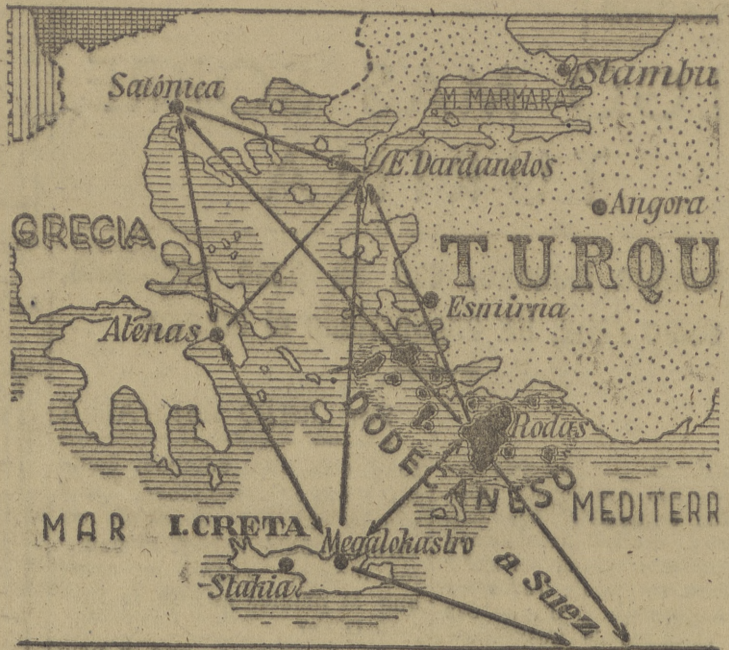 Salónica
Stambu
M. MARMARA
E. Dardanelos
Angora
GRECIA
TURQU
Esmirna
Atenas
Rodas
DODECANESO
MEDITERR
MAR
I. CRETA
Megalokastro
Stakia
a Suez